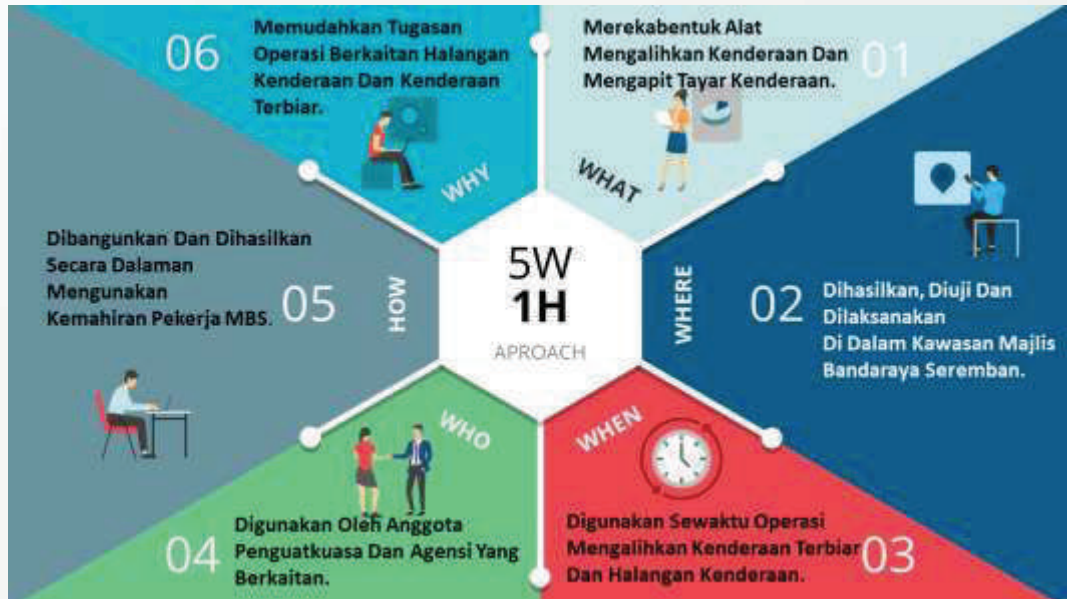 5W
1H
APROACH
01
WHAT
Merekabentuk Alat
Mengalihkan Kenderaan Dan
Mengapit Tayar Kenderaan.
02
WHERE
Dihasilkan, Diuji Dan
Dilaksanakan
Di Dalam Kawasan Majlis
Bandaraya Seremban.
03
WHEN
Digunakan Sewaktu Operasi
Mengalihkan Kenderaan Terbiar
Dan Halangan Kenderaan.
04
WHO
Digunakan Oleh Anggota
Penguatkuasa Dan Agensi Yang
Berkaitan.
05
HOW
Dibangunkan Dan Dihasilkan
Secara Dalaman
Mengunakan
Kemahiran Pekerja MBS.
06
WHY
Memudahkan Tugasan
Operasi Berkaitan Halangan
Kenderaan Dan Kenderaan
Terbiar.